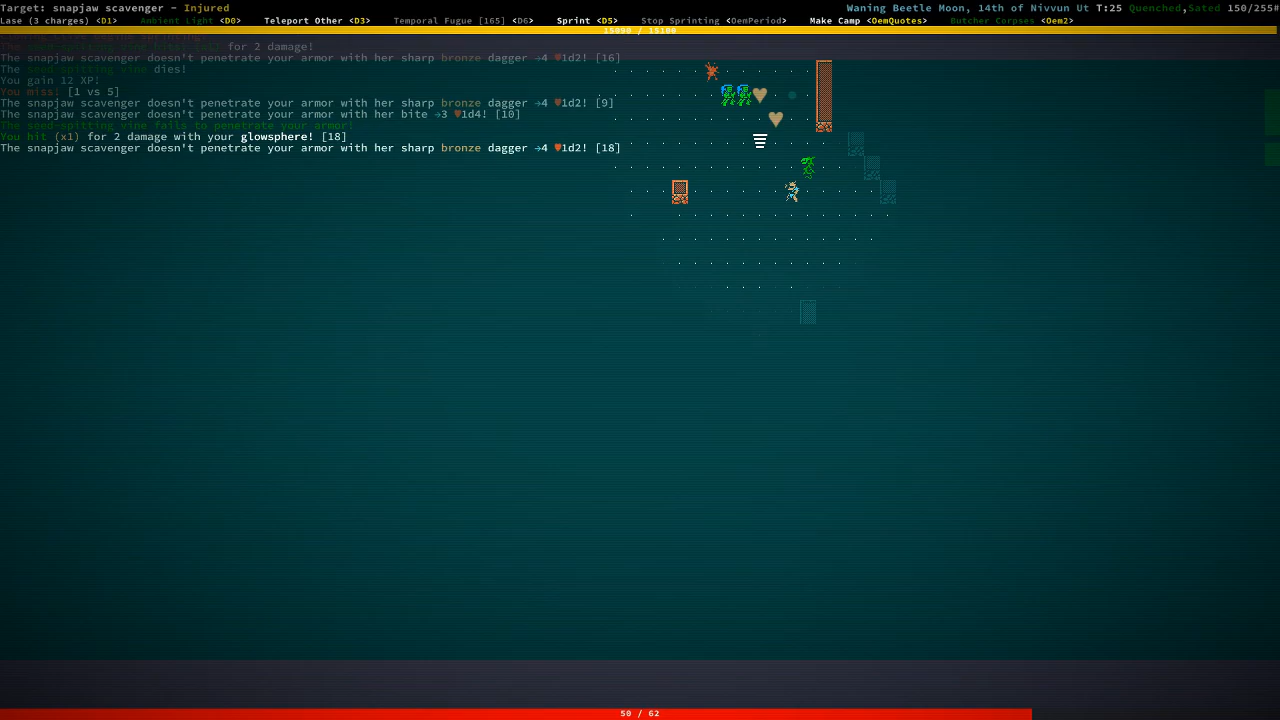 Target: snapjaw scavenger – Injured
Waning Beetle Moon, 14th of Nivvun Ut T:25 Quenched,Sated 150/255#
Lase (3 charges) <D1> Ambient Light <D0> Teleport Other <D3> Temporal Fugue [165] <D6> Sprint <D5> Stop Sprinting <OemPeriod> Make Camp <OemQuotes> Butcher Corpses <Oem2>
15090 / 15100
for 2 damage!
The snapjaw scavenger doesn't penetrate your armor with her sharp bronze dagger →4 ♥1d2! [16]
The seed-spitting vine dies!
You gain 12 XP!
You miss! [1 vs 5]
The snapjaw scavenger doesn't penetrate your armor with her sharp bronze dagger →4 ♥1d2! [9]
The snapjaw scavenger doesn't penetrate your armor with her bite →3 ♥1d4! [10]
The seed-spitting vine fails to penetrate your armor!
You hit (x1) for 2 damage with your glowsphere! [18]
The snapjaw scavenger doesn't penetrate your armor with her sharp bronze dagger →4 ♥1d2! [18]
50 / 62